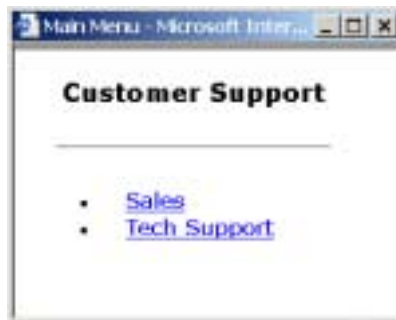 Main Menu - Microsoft Inter...
Customer Support
Sales
Tech Support